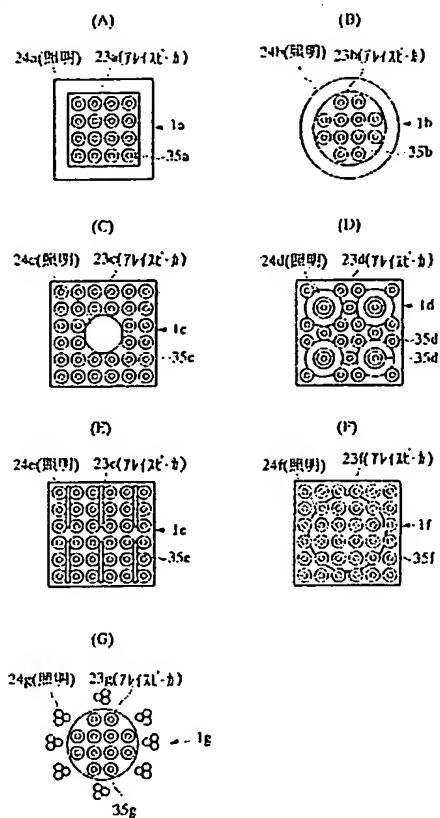 (A)
24a(照明) 23a(アレイスピーカ)
1a
35a
(B)
24b(照明) 23b(アレイスピーカ)
1b
35b
(C)
24c(照明) 23c(アレイスピーカ)
1c
35c
(D)
24d(照明) 23d(アレイスピーカ)
1d
35d
35d
(E)
24e(照明) 23e(アレイスピーカ)
1e
35e
(F)
24f(照明) 23f(アレイスピーカ)
1f
35f
(G)
24g(照明) 23g(アレイスピーカ)
1g
35g